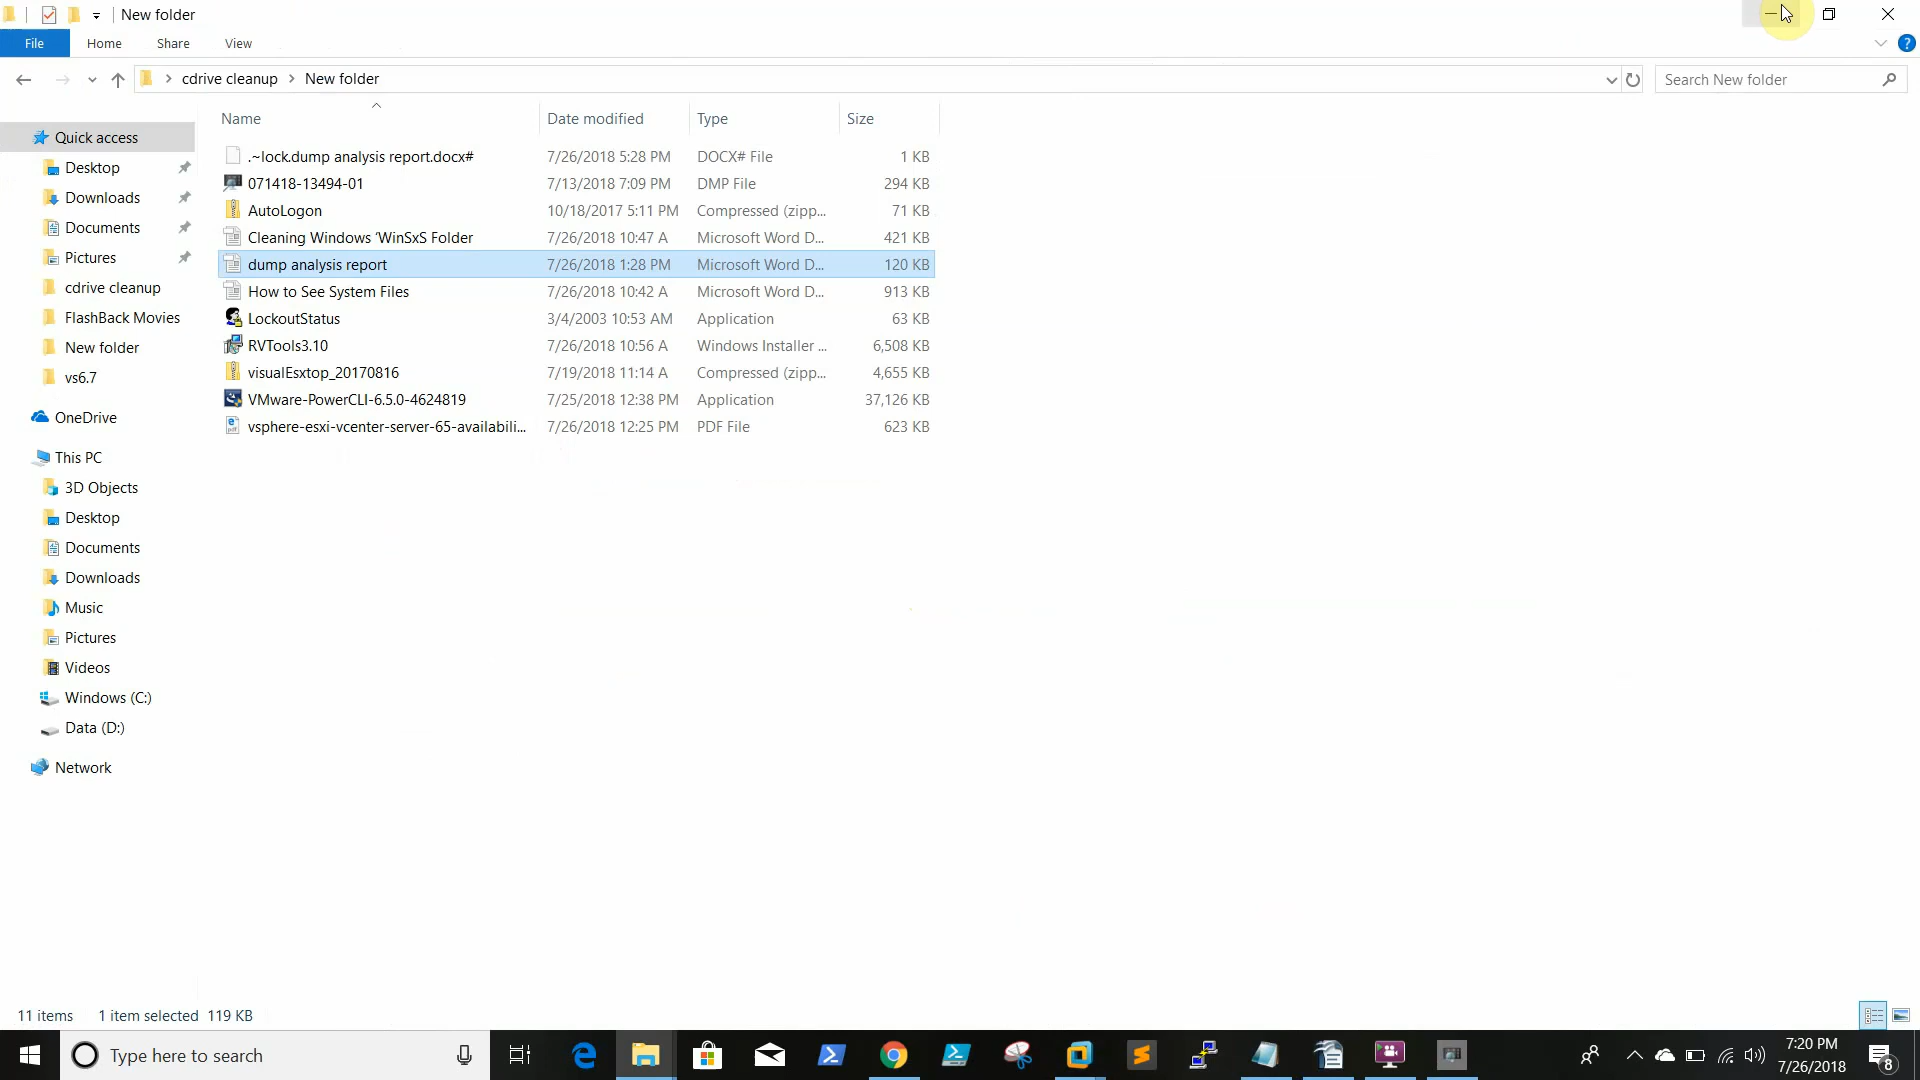 New folder
File Home Share View
cdrive cleanup New folder
Search New folder
Name Date modified Type Size
Quick access
Desktop
Downloads
Documents
Pictures
cdrive cleanup
FlashBack Movies
New folder
vs6.7
OneDrive
This PC
3D Objects
Desktop
Documents
Downloads
Music
Pictures
Videos
Windows (C:)
Data (D:)
Network
.~lock.dump analysis report.docx# 7/26/2018 5:28 PM DOCX# File 1 KB
071418-13494-01 7/13/2018 7:09 PM DMP File 294 KB
AutoLogon 10/18/2017 5:11 PM Compressed (zipp... 71 KB
Cleaning Windows ‘WinSxS Folder 7/26/2018 10:47 A Microsoft Word D... 421 KB
dump analysis report 7/26/2018 1:28 PM Microsoft Word D... 120 KB
How to See System Files 7/26/2018 10:42 A Microsoft Word D... 913 KB
LockoutStatus 3/4/2003 10:53 AM Application 63 KB
RVTools3.10 7/26/2018 10:56 A Windows Installer ... 6,508 KB
visualEsxtop_20170816 7/19/2018 11:14 A Compressed (zipp... 4,655 KB
VMware-PowerCLI-6.5.0-4624819 7/25/2018 12:38 PM Application 37,126 KB
vsphere-esxi-vcenter-server-65-availabili... 7/26/2018 12:25 PM PDF File 623 KB
11 items 1 item selected 119 KB
Type here to search
7:20 PM
7/26/2018
8